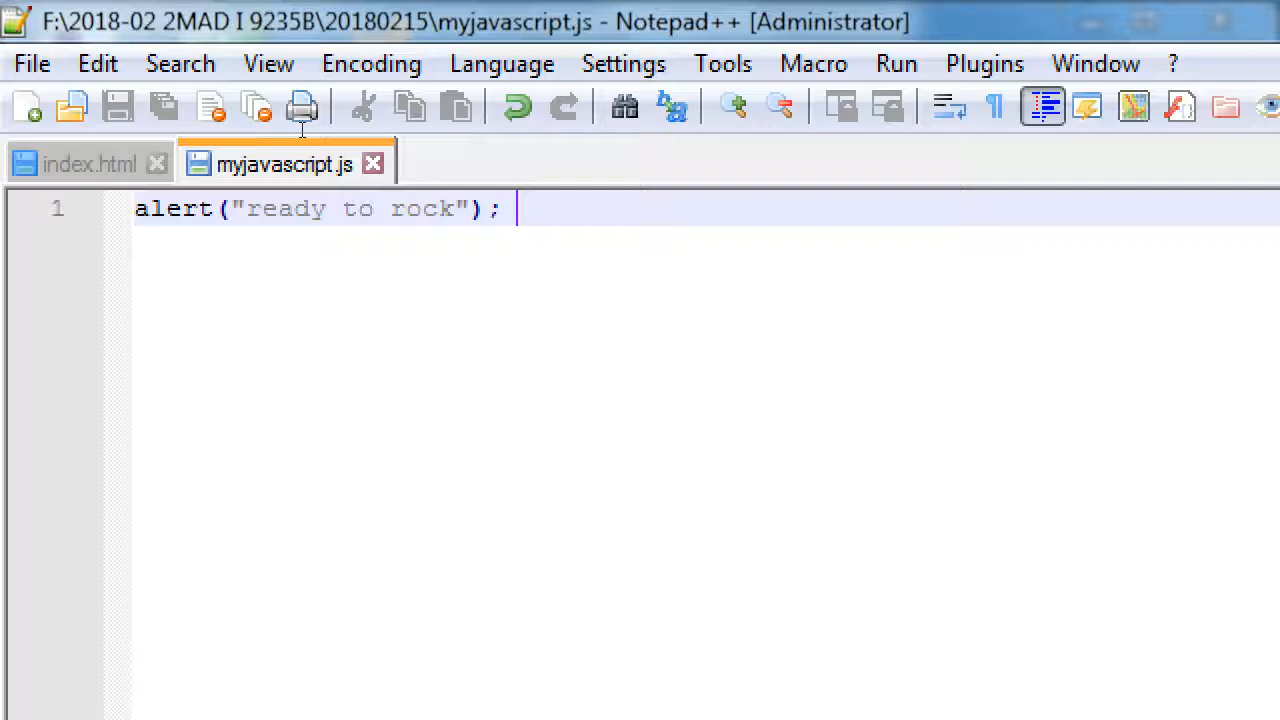 F:\2018-02 2MAD I 9235B\20180215\myjavascript.js - Notepad++ [Administrator]
File Edit Search View Encoding Language Settings Tools Macro Run Plugins Window ?
index.html myjavascript.js
1 alert("ready to rock");